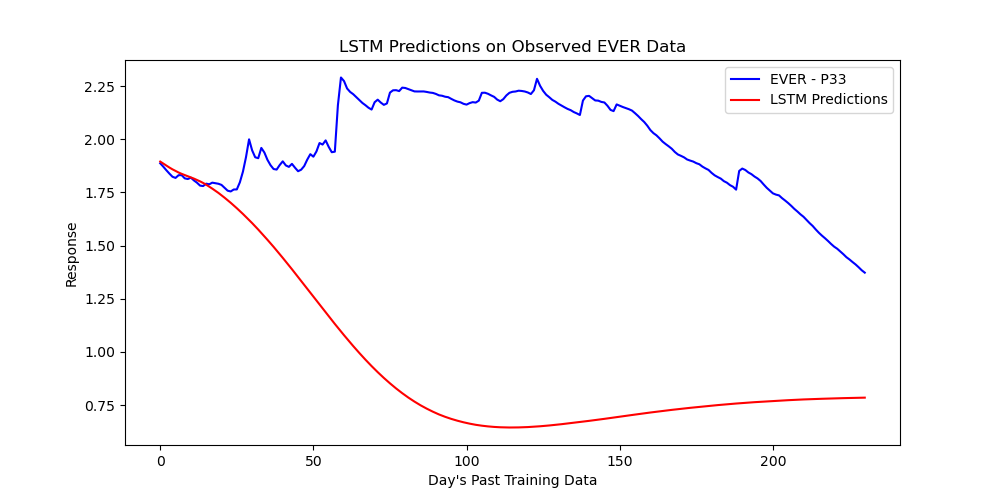 LSTM Predictions on Observed EVER Data
EVER - P33
LSTM Predictions
Response
2.25
2.00
1.75
1.50
1.25
1.00
0.75
0 50 100 150 200
Day's Past Training Data